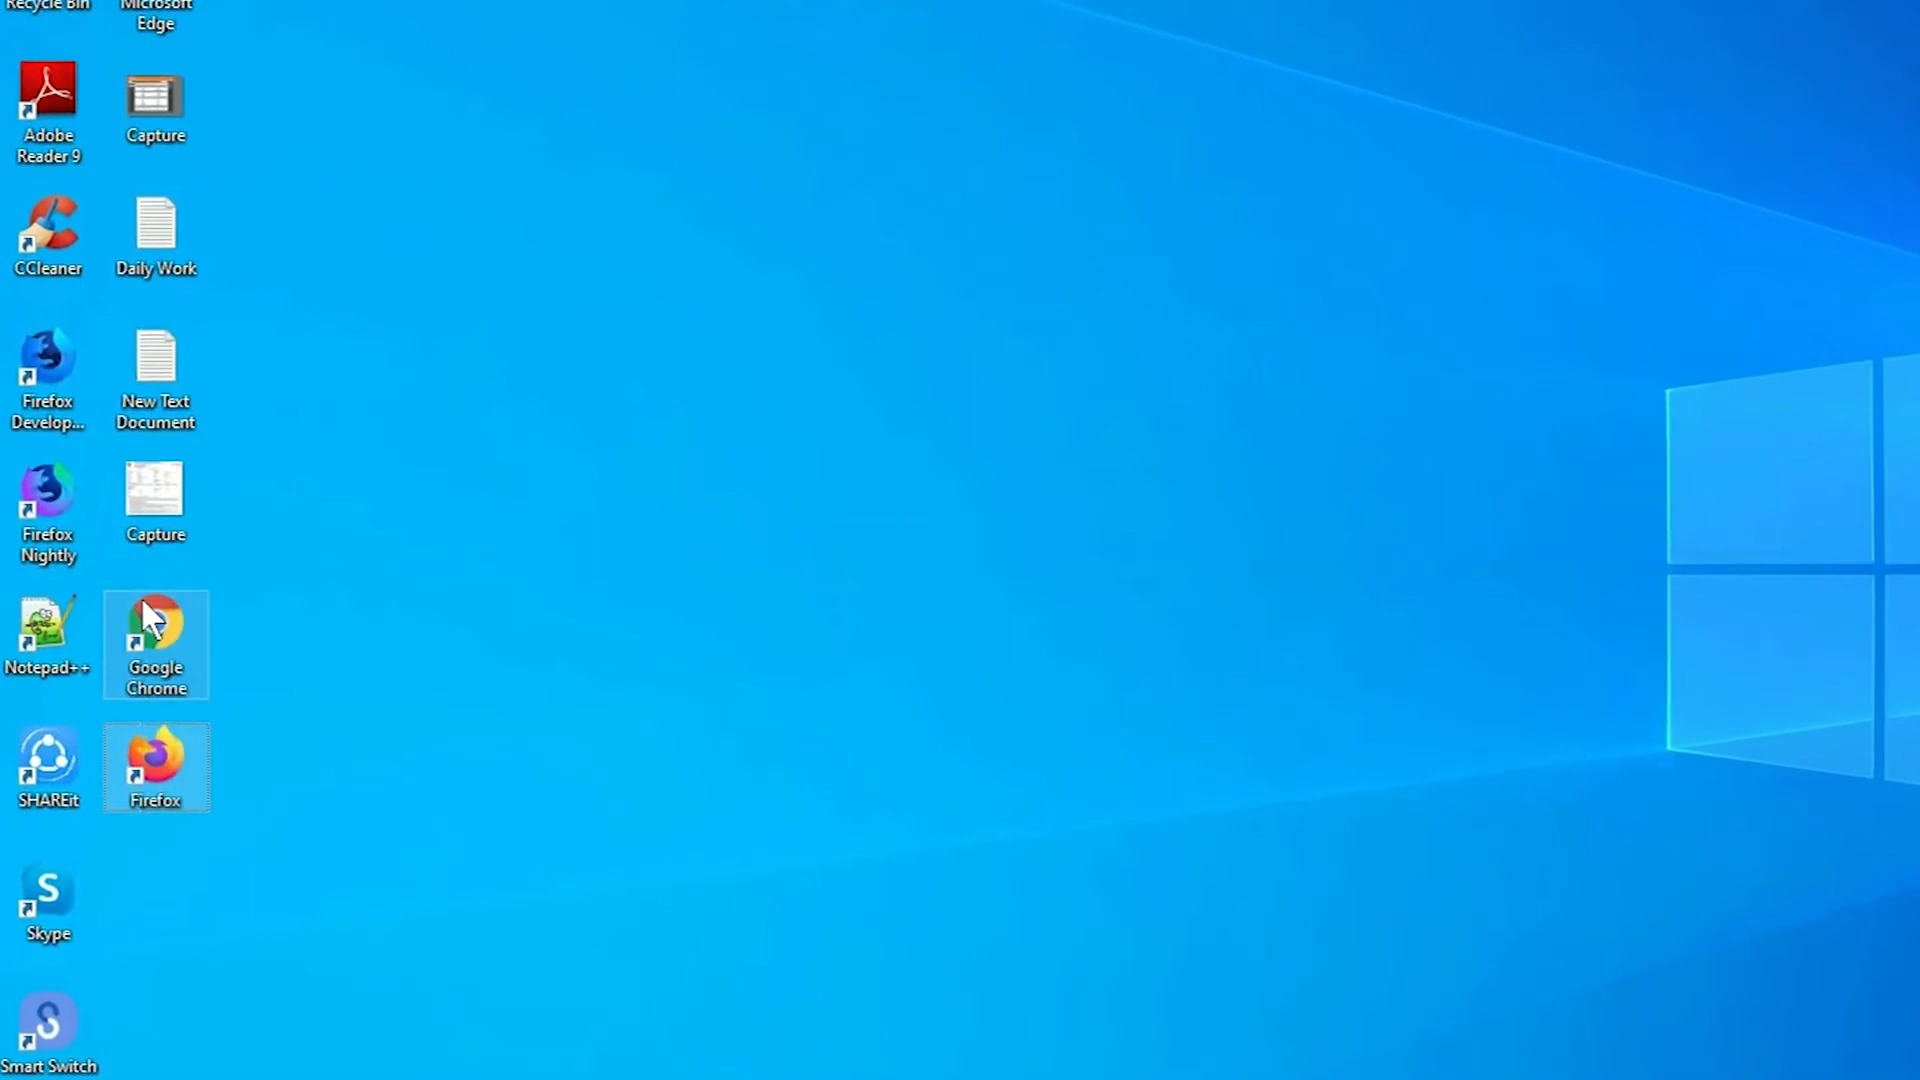 Recycle Bin
Microsoft
Edge
Adobe
Reader 9
Capture
CCleaner
Daily Work
Firefox
Develop...
New Text
Document
Firefox
Nightly
Capture
Notepad++
Google
Chrome
SHAREit
Firefox
S
Skype
S
Smart Switch